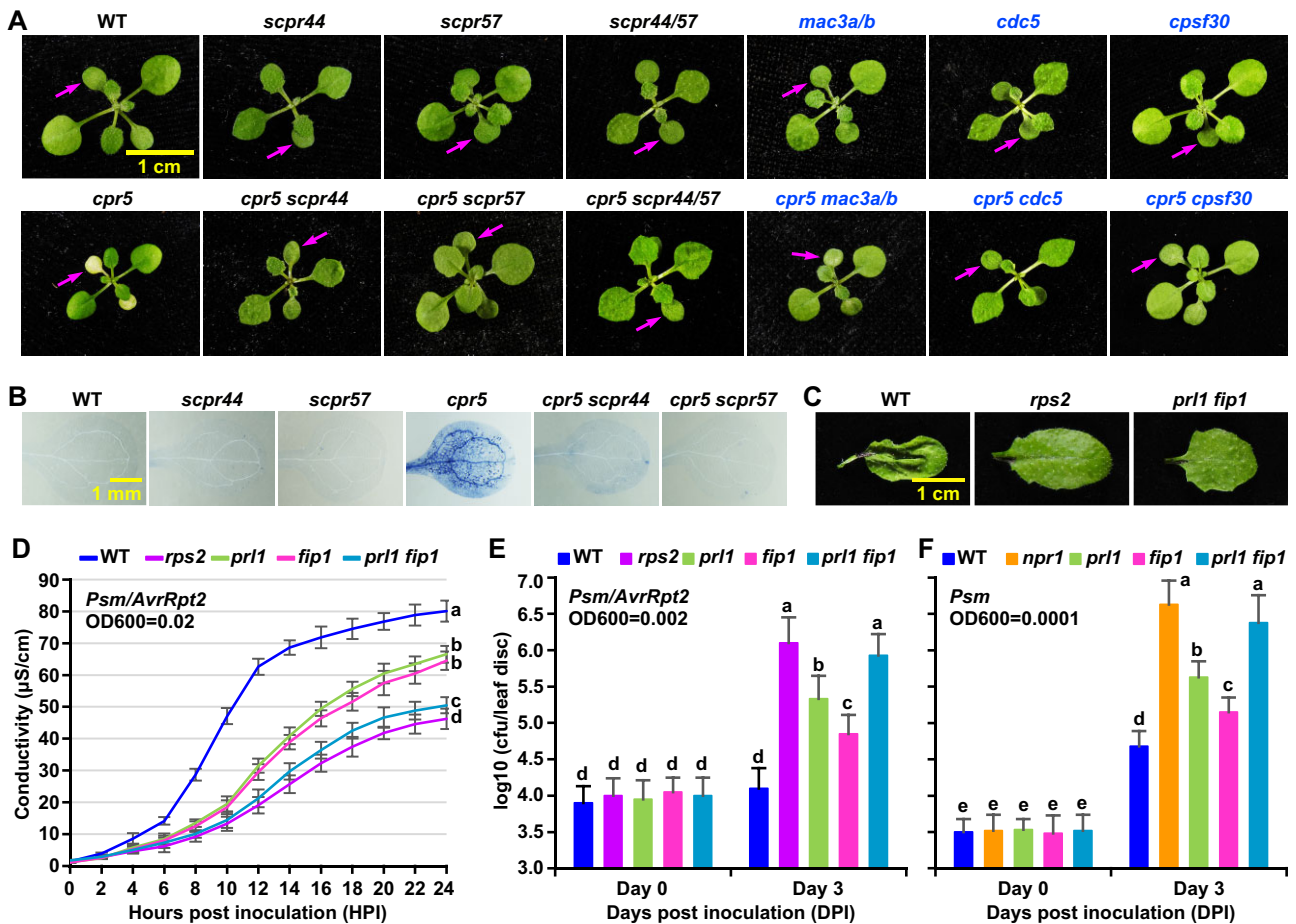 A
WT scpr44 scpr57 scpr44/57 mac3a/b cdc5 cpsf30
1 cm
cpr5 cpr5 scpr44 cpr5 scpr57 cpr5 scpr44/57 cpr5 mac3a/b cpr5 cdc5 cpr5 cpsf30
B
WT scpr44 scpr57 cpr5 cpr5 scpr44 cpr5 scpr57
1 mm
C
WT rps2 prl1 fip1
1 cm
D
WT rps2 prl1 fip1 prl1 fip1
Psm/AvrRpt2
OD600=0.02
Conductivity (µS/cm)
90
80
70
60
50
40
30
20
10
0
a
b
b
c
d
0 2 4 6 8 10 12 14 16 18 20 22 24
Hours post inoculation (HPI)
E
WT rps2 prl1 fip1 prl1 fip1
Psm/AvrRpt2
OD600=0.002
log10 (cfu/leaf disc)
7.0
6.5
6.0
5.5
5.0
4.5
4.0
3.5
3.0
d d d d d
d a b c a
Day 0 Day 3
Days post inoculation (DPI)
F
WT npr1 prl1 fip1 prl1 fip1
Psm
OD600=0.0001
e e e e e
d a b c a
Day 0 Day 3
Days post inoculation (DPI)